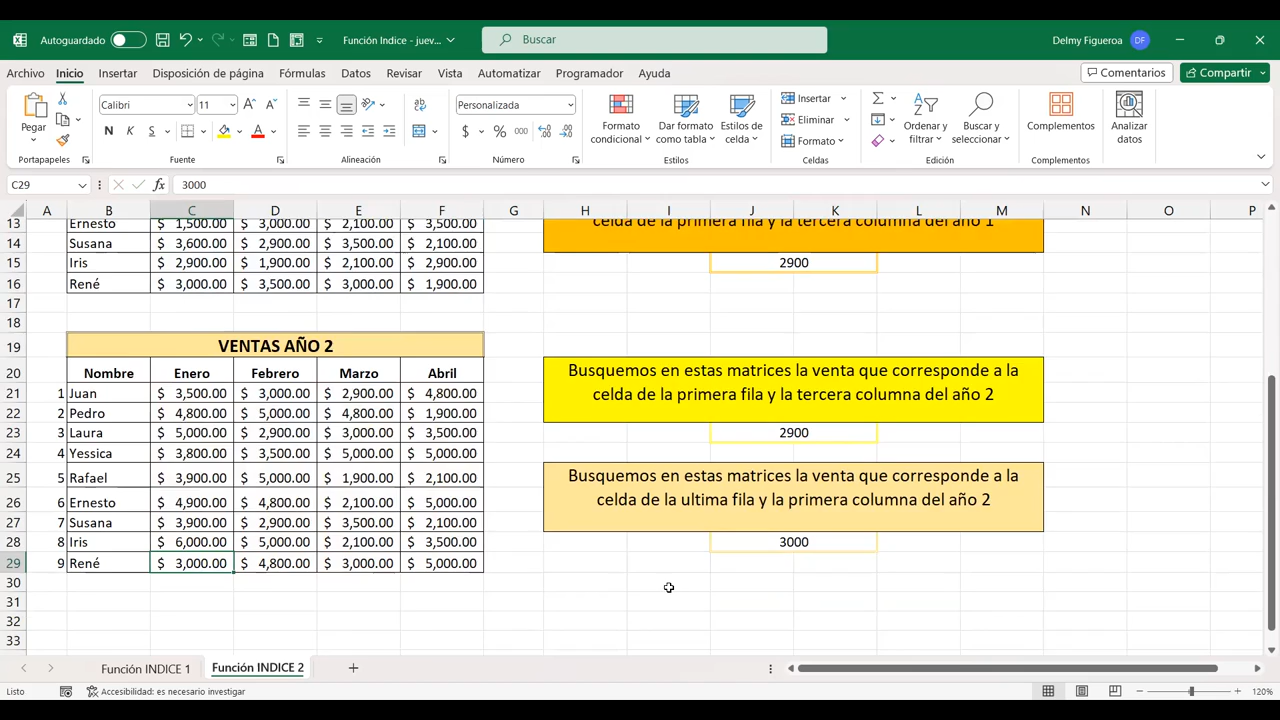 Autoguardado
Función Indice - juev...
Buscar
Delmy Figueroa
DF
Archivo Inicio Insertar Disposición de página Fórmulas Datos Revisar Vista Automatizar Programador Ayuda
Comentarios
Compartir
Pegar
Portapapeles
Calibri
11
N K S
Fuente
Alineación
Personalizada
$ % 000
Número
Formato condicional
Dar formato como tabla
Estilos de celda
Estilos
Insertar
Eliminar
Formato
Celdas
Ordenar y filtrar
Buscar y seleccionar
Edición
Complementos
Complementos
Analizar datos
C29
fx
3000
A B C D E F G H I J K L M N O P
13 Ernesto $ 1,500.00 $ 3,000.00 $ 2,100.00 $ 3,500.00
celda de la primera fila y la tercera columna del año 1
14 Susana $ 3,600.00 $ 2,900.00 $ 3,500.00 $ 2,100.00
15 Iris $ 2,900.00 $ 1,900.00 $ 2,100.00 $ 2,900.00
2900
16 René $ 3,000.00 $ 3,500.00 $ 3,000.00 $ 1,900.00
17
18
19 VENTAS AÑO 2
20 Nombre Enero Febrero Marzo Abril
Busquemos en estas matrices la venta que corresponde a la
celda de la primera fila y la tercera columna del año 2
21 1 Juan $ 3,500.00 $ 3,000.00 $ 2,900.00 $ 4,800.00
22 2 Pedro $ 4,800.00 $ 5,000.00 $ 4,800.00 $ 1,900.00
23 3 Laura $ 5,000.00 $ 2,900.00 $ 3,000.00 $ 3,500.00
2900
24 4 Yessica $ 3,800.00 $ 3,500.00 $ 5,000.00 $ 5,000.00
25 5 Rafael $ 3,900.00 $ 5,000.00 $ 1,900.00 $ 2,100.00
Busquemos en estas matrices la venta que corresponde a la
celda de la ultima fila y la primera columna del año 2
26 6 Ernesto $ 4,900.00 $ 4,800.00 $ 2,100.00 $ 5,000.00
27 7 Susana $ 3,900.00 $ 2,900.00 $ 3,500.00 $ 2,100.00
28 8 Iris $ 6,000.00 $ 5,000.00 $ 2,100.00 $ 3,500.00
3000
29 9 René $ 3,000.00 $ 4,800.00 $ 3,000.00 $ 5,000.00
30
31
32
33
Función INDICE 1
Función INDICE 2
Listo
Accesibilidad: es necesario investigar
120%